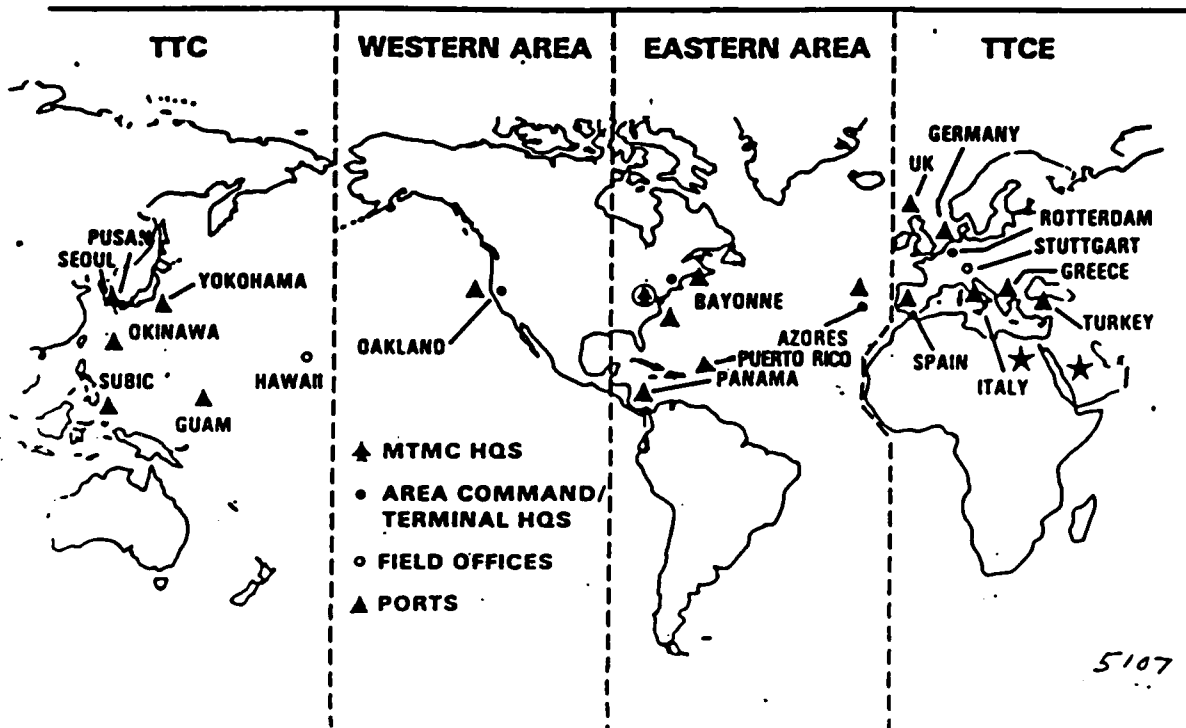 TTC
WESTERN AREA
EASTERN AREA
TTCE
GERMANY
UK
ROTTERDAM
STUTTGART
GREECE
TURKEY
PUSAN
SEOUL
YOKOHAMA
OKINAWA
OAKLAND
BAYONNE
AZORES
PUERTO RICO
PANAMA
SPAIN
ITALY
SUBIC
HAWAII
GUAM
MTMC HQS
AREA COMMAND/
TERMINAL HQS
FIELD OFFICES
PORTS
5107